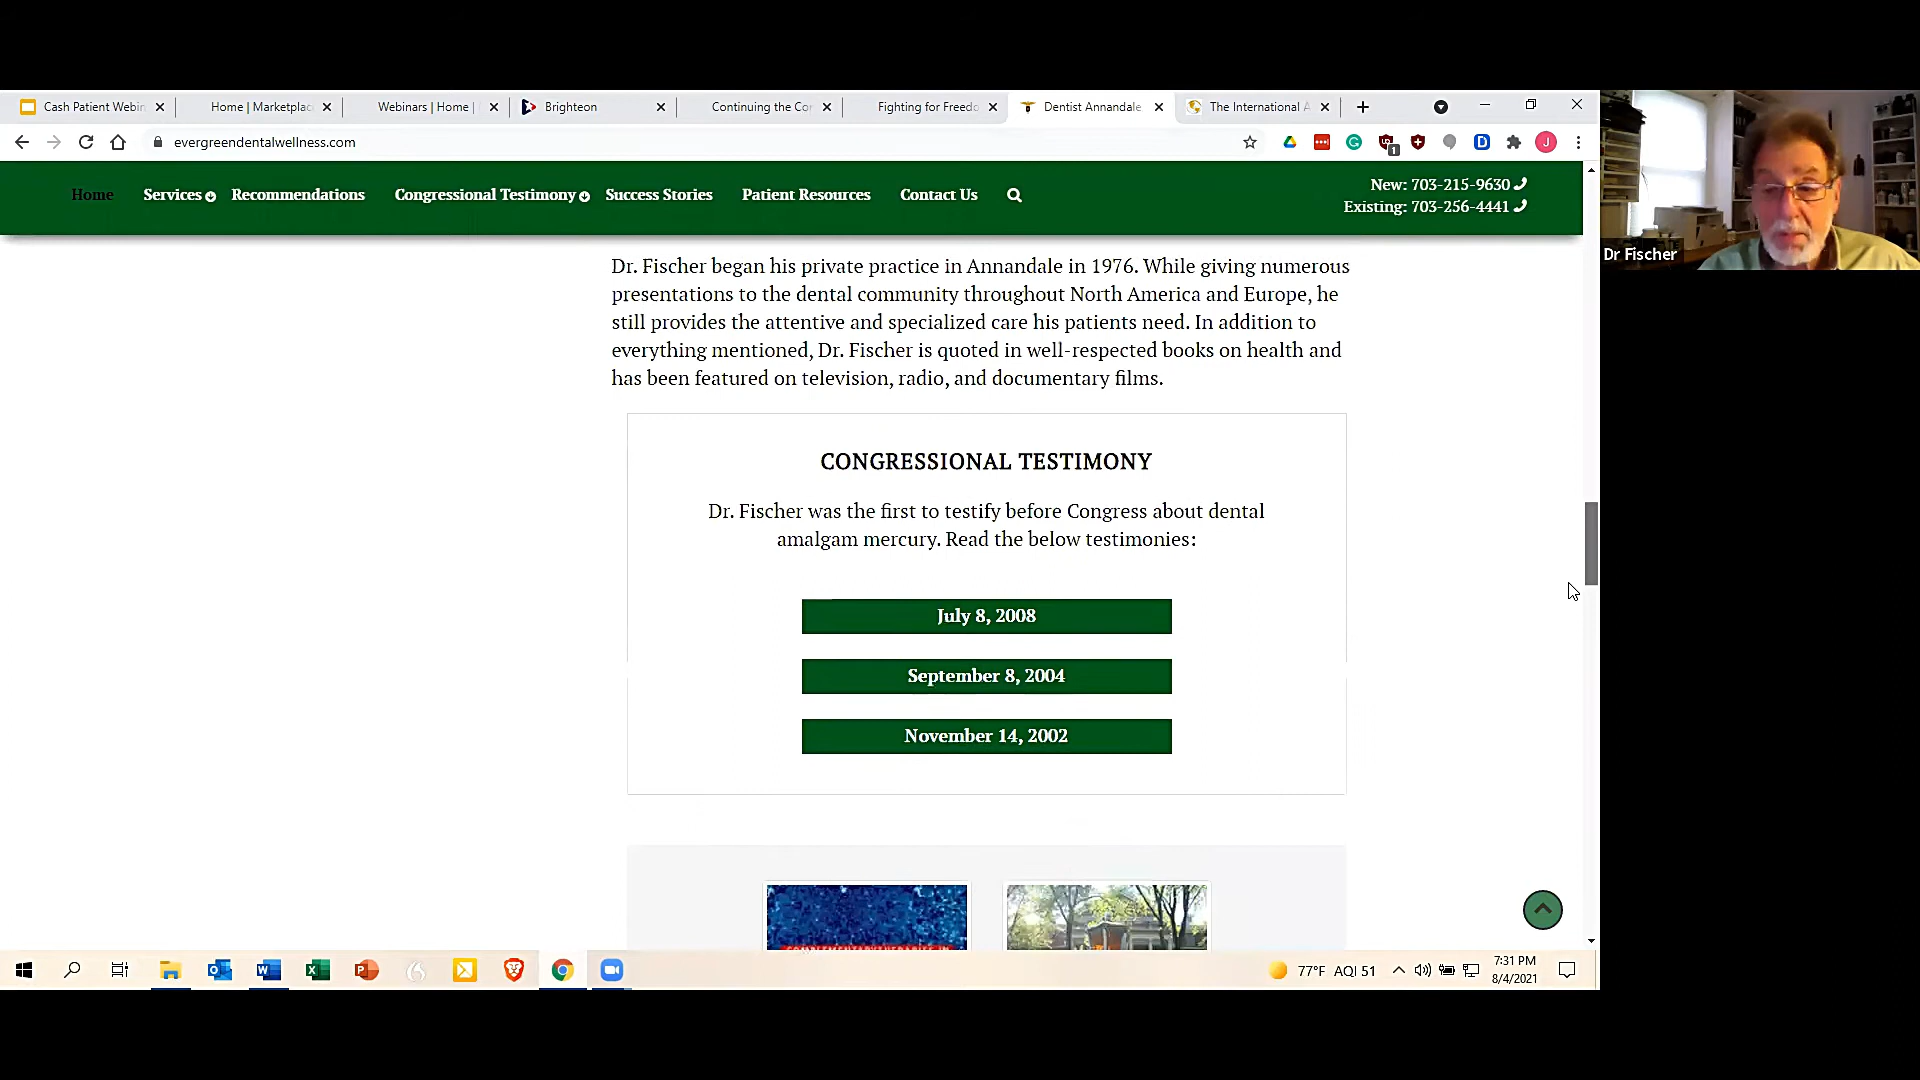 Cash Patient Webin
Home | Marketplac
Webinars | Home |
Brighteon
Continuing the Cor
Fighting for Freedo
Dentist Annandale
The International A
evergreendentalwellness.com
1
J
Home
Services
Recommendations
Congressional Testimony
Success Stories
Patient Resources
Contact Us
New: 703-215-9630
Existing: 703-256-4441
Dr Fischer
Dr. Fischer began his private practice in Annandale in 1976. While giving numerous
presentations to the dental community throughout North America and Europe, he
still provides the attentive and specialized care his patients need. In addition to
everything mentioned, Dr. Fischer is quoted in well-respected books on health and
has been featured on television, radio, and documentary films.
CONGRESSIONAL TESTIMONY
Dr. Fischer was the first to testify before Congress about dental
amalgam mercury. Read the below testimonies:
July 8, 2008
September 8, 2004
November 14, 2002
77°F AQI 51
7:31 PM
8/4/2021